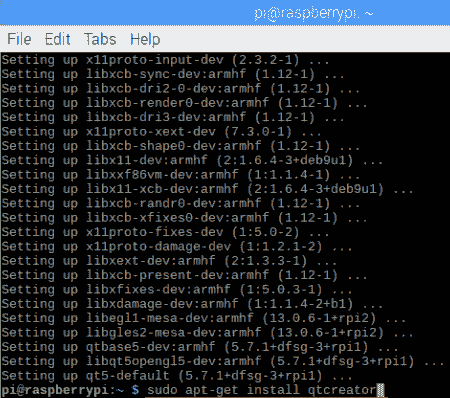 pi@raspberrypi: ~
File Edit Tabs Help
Setting up x11proto-input-dev (2.3.2-1) ...
Setting up libxcb-sync-dev:armhf (1.12-1) ...
Setting up libxcb-dri2-0-dev:armhf (1.12-1) ...
Setting up libxcb-render0-dev:armhf (1.12-1) ...
Setting up libxcb-dri3-dev:armhf (1.12-1) ...
Setting up x11proto-xext-dev (7.3.0-1) ...
Setting up libxcb-shape0-dev:armhf (1.12-1) ...
Setting up libx11-dev:armhf (2:1.6.4-3+deb9u1) ...
Setting up libxxf86vm-dev:armhf (1:1.1.4-1) ...
Setting up libx11-xcb-dev:armhf (2:1.6.4-3+deb9u1) ...
Setting up libxcb-randr0-dev:armhf (1.12-1) ...
Setting up libxcb-xfixes0-dev:armhf (1.12-1) ...
Setting up x11proto-fixes-dev (1:5.0-2) ...
Setting up x11proto-damage-dev (1:1.2.1-2) ...
Setting up libxext-dev:armhf (2:1.3.3-1) ...
Setting up libxcb-present-dev:armhf (1.12-1) ...
Setting up libxfixes-dev:armhf (1:5.0.3-1) ...
Setting up libxdamage-dev:armhf (1:1.1.4-2+b1) ...
Setting up libegl1-mesa-dev:armhf (13.0.6-1+rpi2) ...
Setting up libgles2-mesa-dev:armhf (13.0.6-1+rpi2) ...
Setting up qtbase5-dev:armhf (5.7.1+dfsg-3+rpi1) ...
Setting up libqt5opengl5-dev:armhf (5.7.1+dfsg-3+rpi1) ...
Setting up qt5-default (5.7.1+dfsg-3+rpi1) ...
pi@raspberrypi:~ $ sudo apt-get install qtcreator